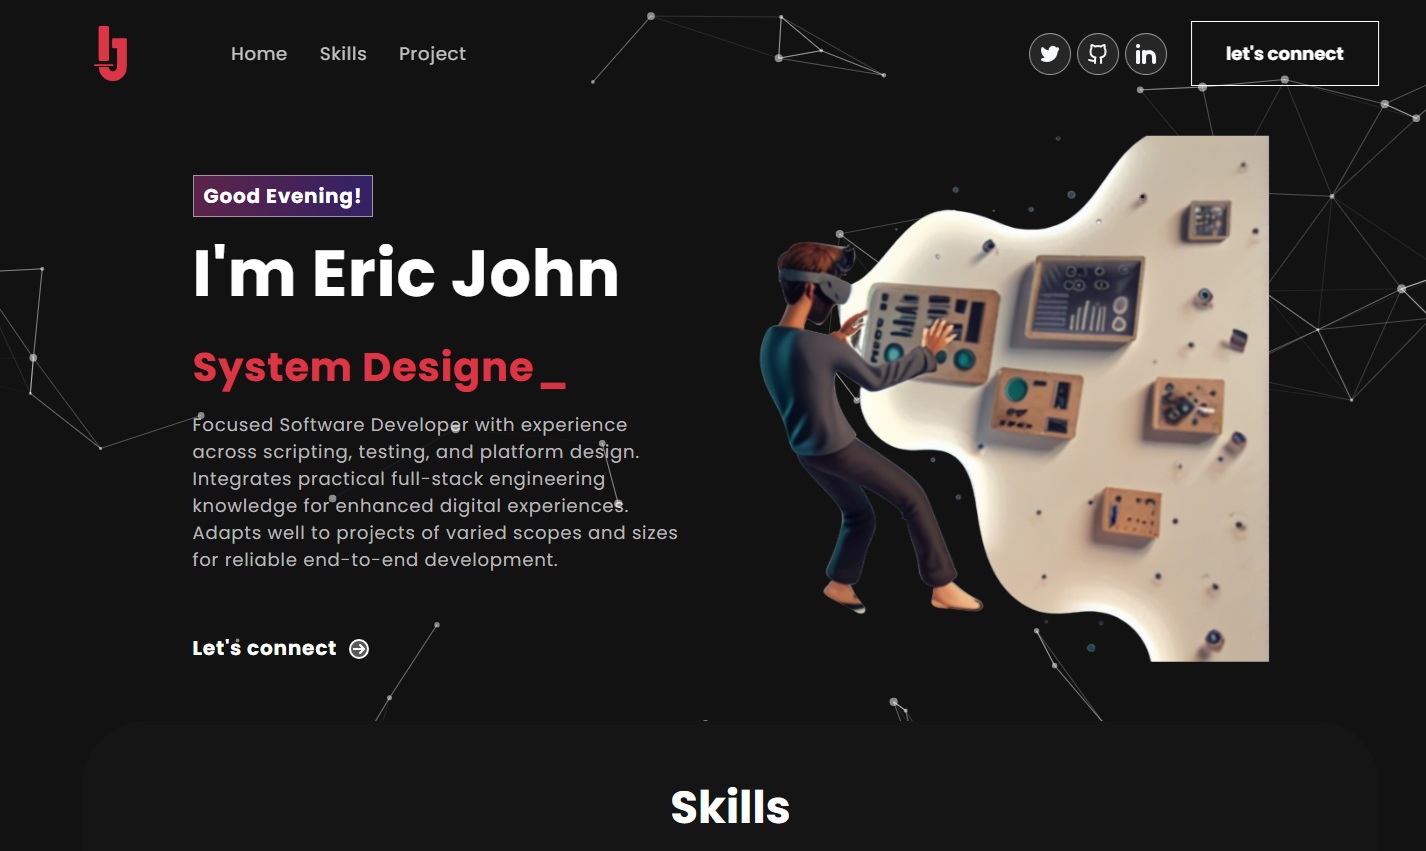 Home Skills Project let's connect
Good Evening!
I'm Eric John
System Designe_
Focused Software Developer with experience
across scripting, testing, and platform design.
Integrates practical full-stack engineering
knowledge for enhanced digital experiences.
Adapts well to projects of varied scopes and sizes
for reliable end-to-end development.
Let's connect
Skills